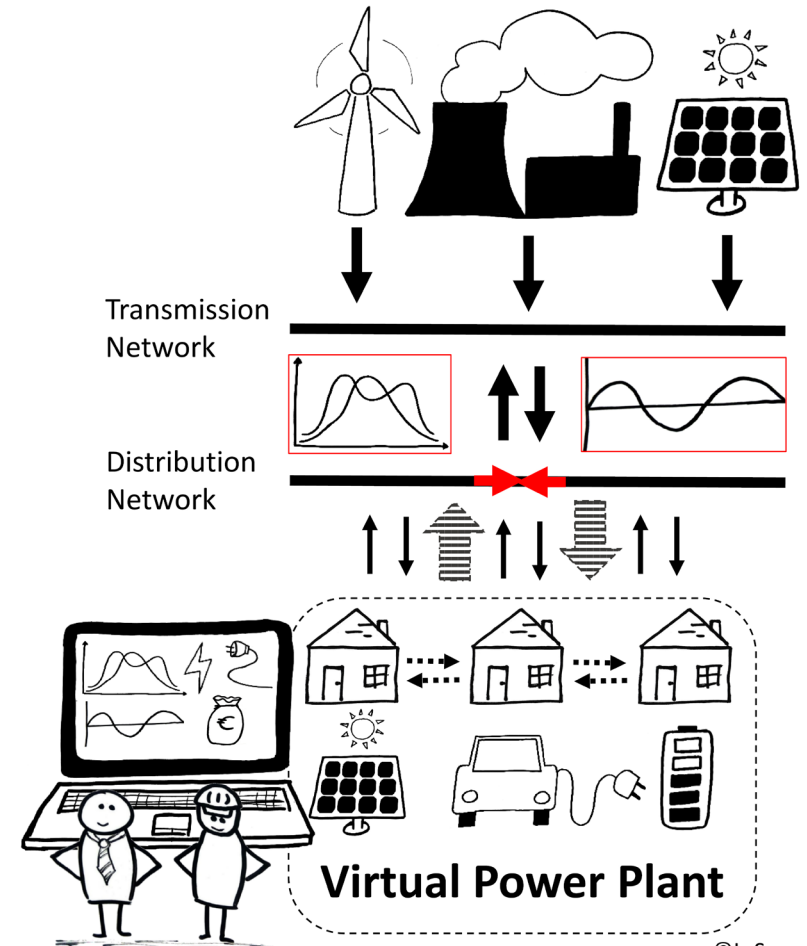 Transmission
Network
Distribution
Network
€
Virtual Power Plant